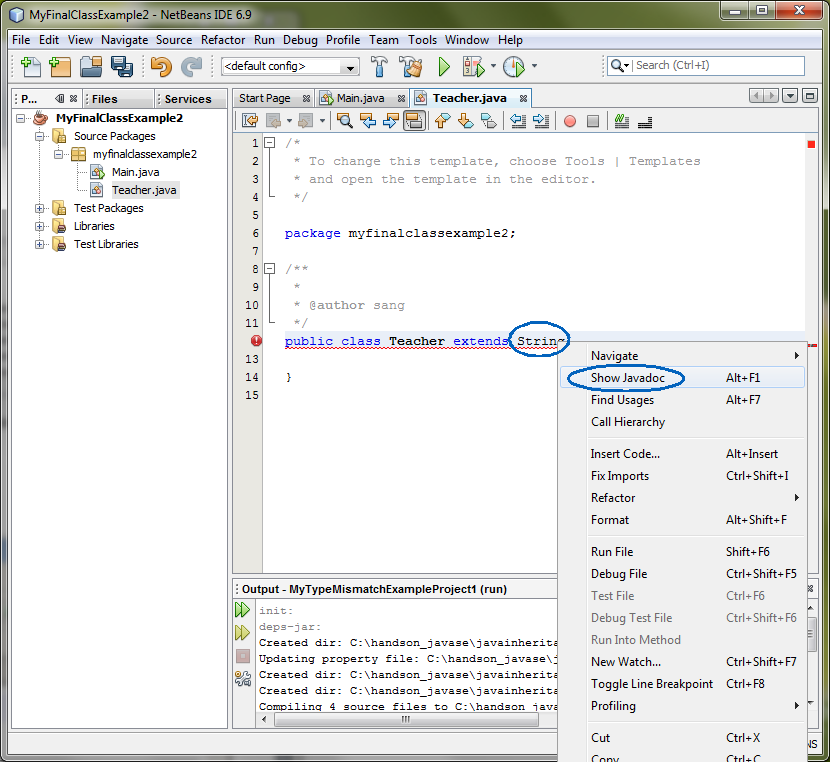 MyFinalClassExample2 - NetBeans IDE 6.9
File Edit View Navigate Source Refactor Run Debug Profile Team Tools Window Help
<default config>
Search (Ctrl+I)
P... Files Services
MyFinalClassExample2
Source Packages
myfinalclassexample2
Main.java
Teacher.java
Test Packages
Libraries
Test Libraries
Start Page Main.java Teacher.java
1 /*
2 * To change this template, choose Tools | Templates
3 * and open the template in the editor.
4 */
5
6 package myfinalclassexample2;
7
8 /**
9 *
10 * @author sang
11 */
public class Teacher extends String
13
14 }
15
Navigate
Show Javadoc Alt+F1
Find Usages Alt+F7
Call Hierarchy
Insert Code... Alt+Insert
Fix Imports Ctrl+Shift+I
Refactor
Format Alt+Shift+F
Run File Shift+F6
Debug File Ctrl+Shift+F5
Test File Ctrl+F6
Debug Test File Ctrl+Shift+F6
Run Into Method
New Watch... Ctrl+Shift+F7
Toggle Line Breakpoint Ctrl+F8
Profiling
Cut Ctrl+X
Copy Ctrl+C
Output - MyTypeMismatchExampleProject1 (run)
init:
deps-jar:
Created dir: C:\handson_javase\javainherita
Updating property file: C:\handson_javase\j
Created dir: C:\handson_javase\javainherita
Created dir: C:\handson_javase\javainherita
Compiling 4 source files to C:\handson_java
NS